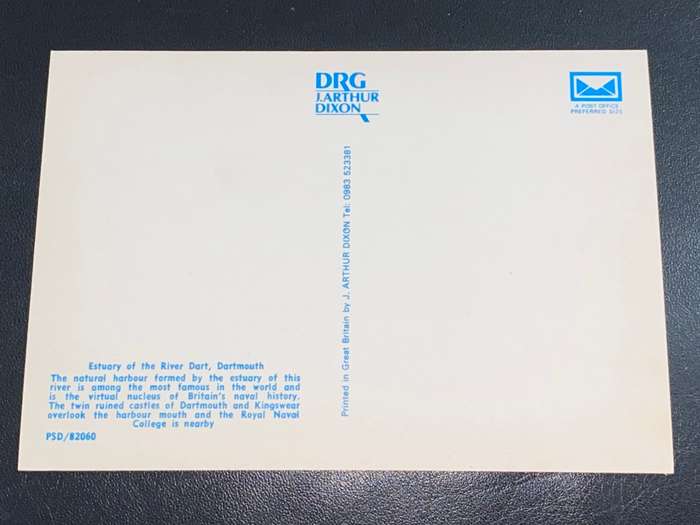 DRG
J.ARTHUR
DIXON
A POST OFFICE
PREFERRED SIZE
Printed in Great Britain by J. ARTHUR DIXON Tel: 0983 523381
Estuary of the River Dart, Dartmouth
The natural harbour formed by the estuary of this
river is among the most famous in the world and
is the virtual nucleus of Britain's naval history.
The twin ruined castles of Dartmouth and Kingswear
overlook the harbour mouth and the Royal Naval
College is nearby
PSD/82060